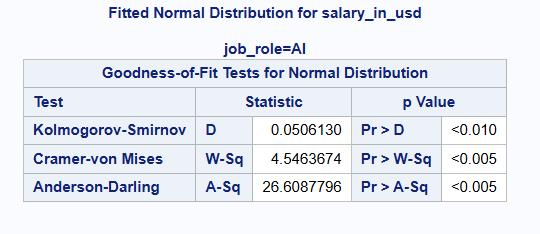 Fitted Normal Distribution for salary_in_usd
job_role=AI
Goodness-of-Fit Tests for Normal Distribution
Test Statistic p Value
Kolmogorov-Smirnov D 0.0506130 Pr > D <0.010
Cramer-von Mises W-Sq 4.5463674 Pr > W-Sq <0.005
Anderson-Darling A-Sq 26.6087796 Pr > A-Sq <0.005